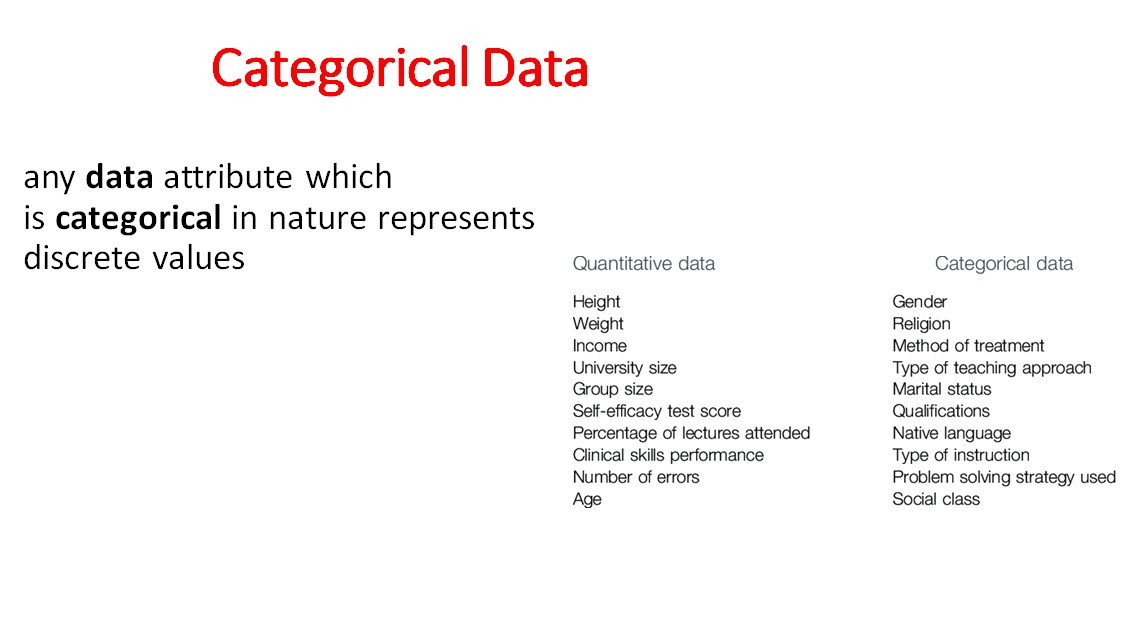 Categorical Data
any data attribute which
is categorical in nature represents
discrete values
Quantitative data
Height
Weight
Income
University size
Group size
Self-efficacy test score
Percentage of lectures attended
Clinical skills performance
Number of errors
Age
Categorical data
Gender
Religion
Method of treatment
Type of teaching approach
Marital status
Qualifications
Native language
Type of instruction
Problem solving strategy used
Social class